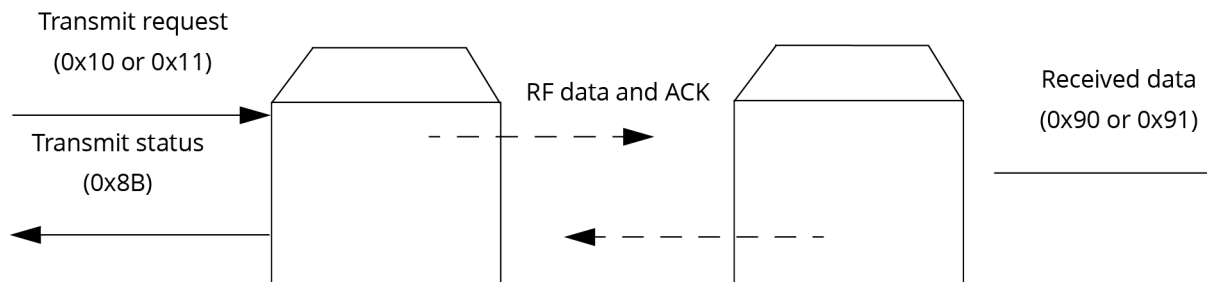 Transmit request
(0x10 or 0x11)
Transmit status
(0x8B)
RF data and ACK
Received data
(0x90 or 0x91)